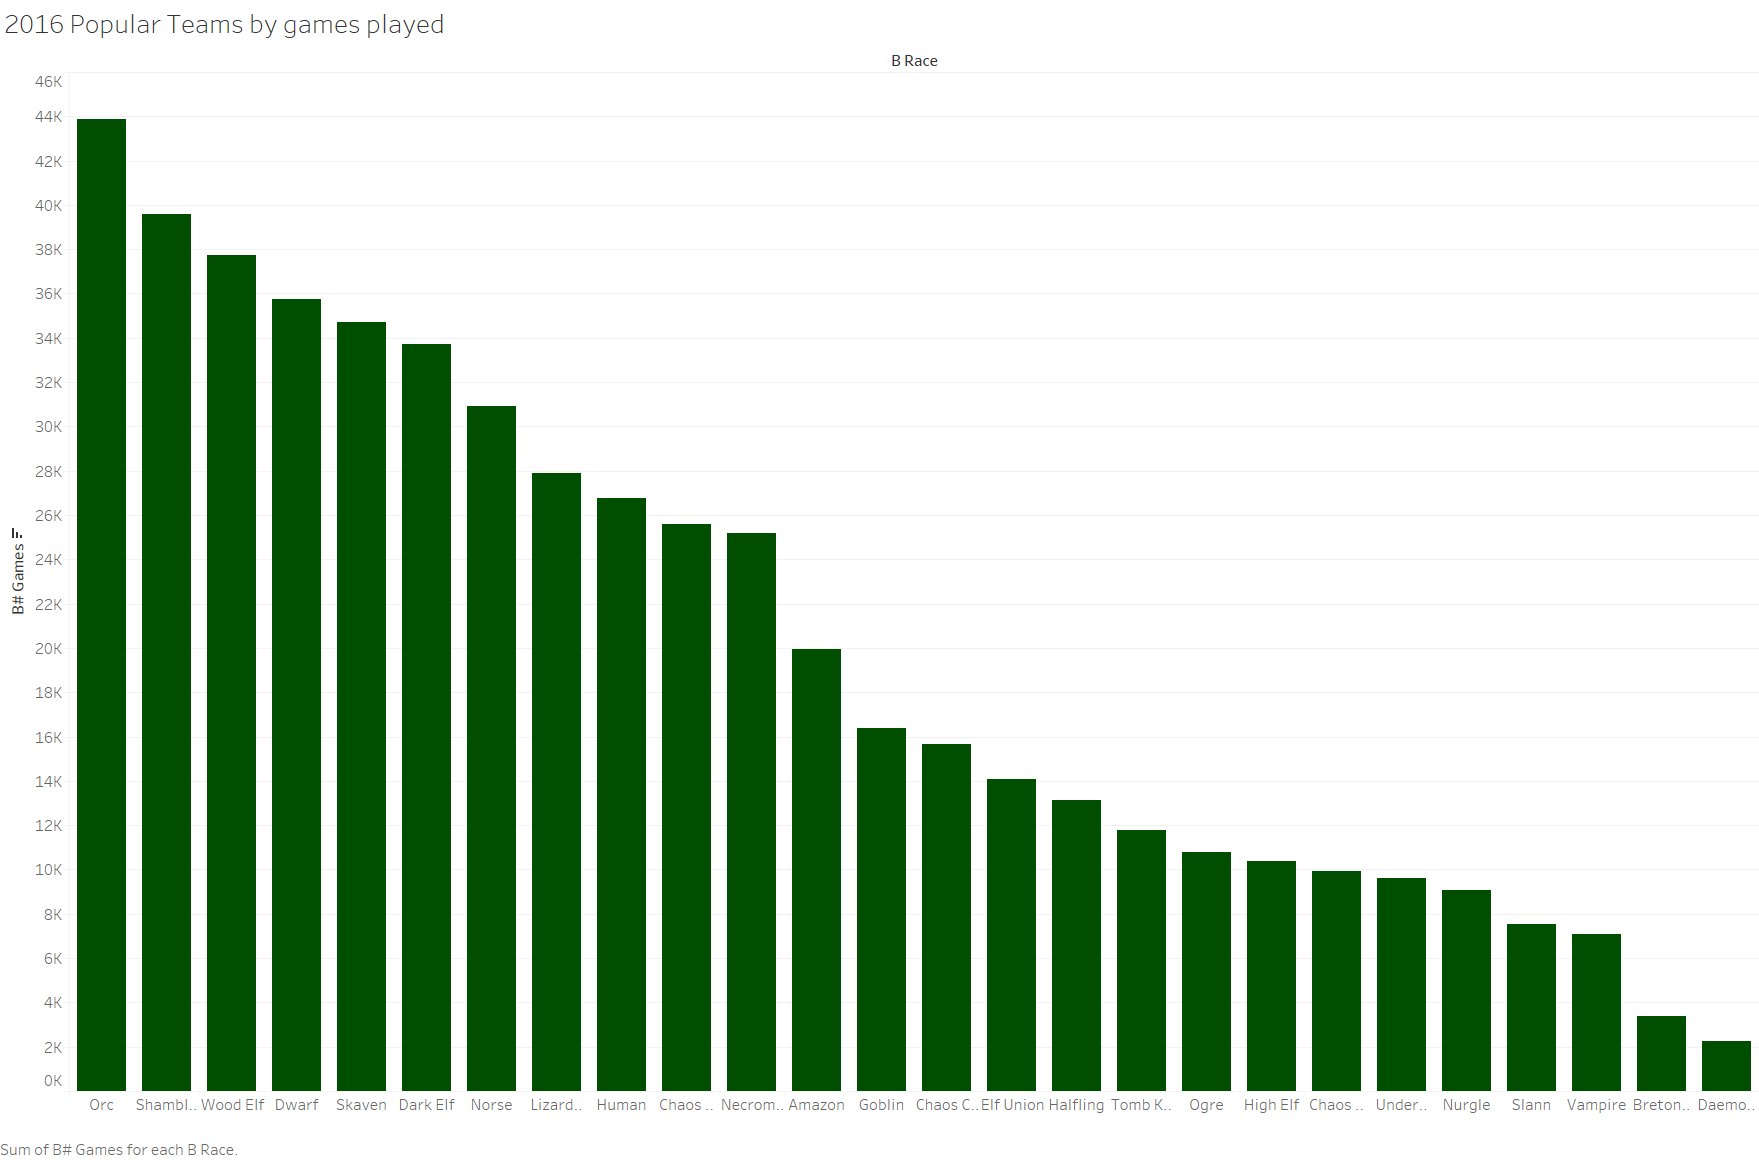 2016 Popular Teams by games played
B Race
46K
44K
42K
40K
38K
36K
34K
32K
30K
28K
26K
24K
22K
20K
18K
16K
14K
12K
10K
8K
6K
4K
2K
0K
B# Games
Orc Shambl.. Wood Elf Dwarf Skaven Dark Elf Norse Lizard.. Human Chaos .. Necrom.. Amazon Goblin Chaos C.. Elf Union Halfling Tomb K.. Ogre High Elf Chaos .. Under.. Nurgle Slann Vampire Breton.. Daemo..
Sum of B# Games for each B Race.